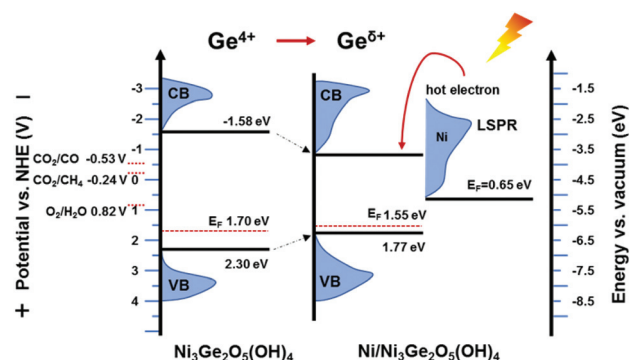 Ge4+ Geδ+
Potential vs. NHE (V)
+
-3
-2
-1
0
1
2
3
4
CO2/CO -0.53 V
CO2/CH4 -0.24 V
O2/H2O 0.82 V
CB
-1.58 eV
EF 1.70 eV
2.30 eV
VB
Ni3Ge2O5(OH)4
CB
EF 1.55 eV
1.77 eV
VB
Ni/Ni3Ge2O5(OH)4
hot electron
LSPR
Ni
EF=0.65 eV
-1.5
-2.5
-3.5
-4.5
-5.5
-6.5
-7.5
-8.5
Energy vs. vacuum (eV)